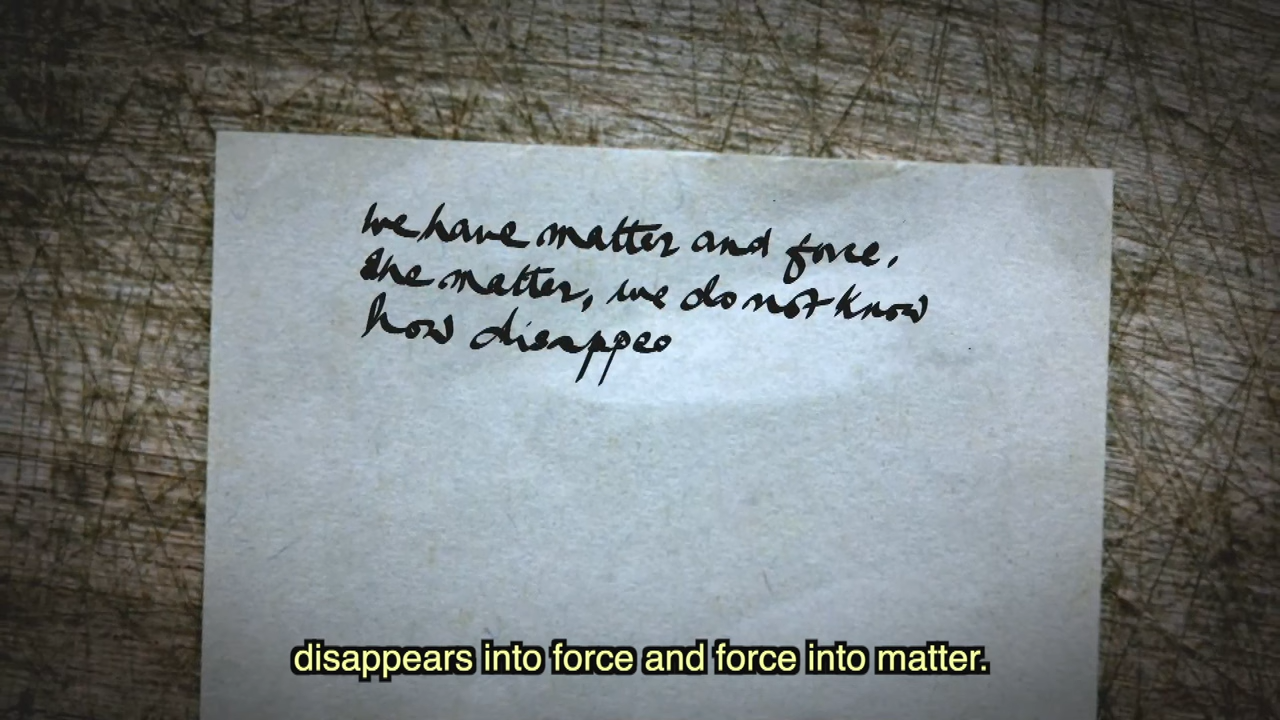 we have matter and force.
The matter, we do not know
how disappea
disappears into force and force into matter.